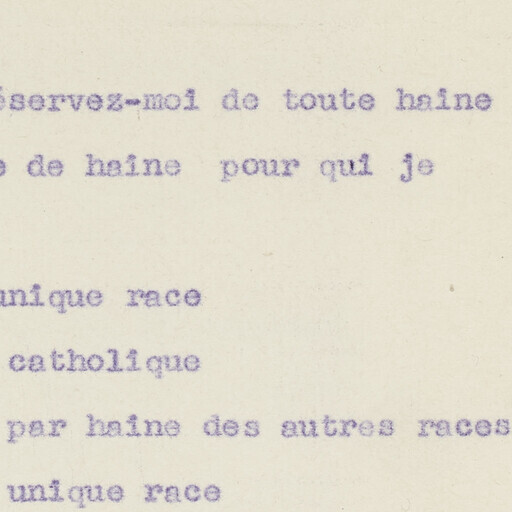 éservez-moi de toute haine
e de haine pour qui je
unique race
catholique
par haine des autres races
unique race